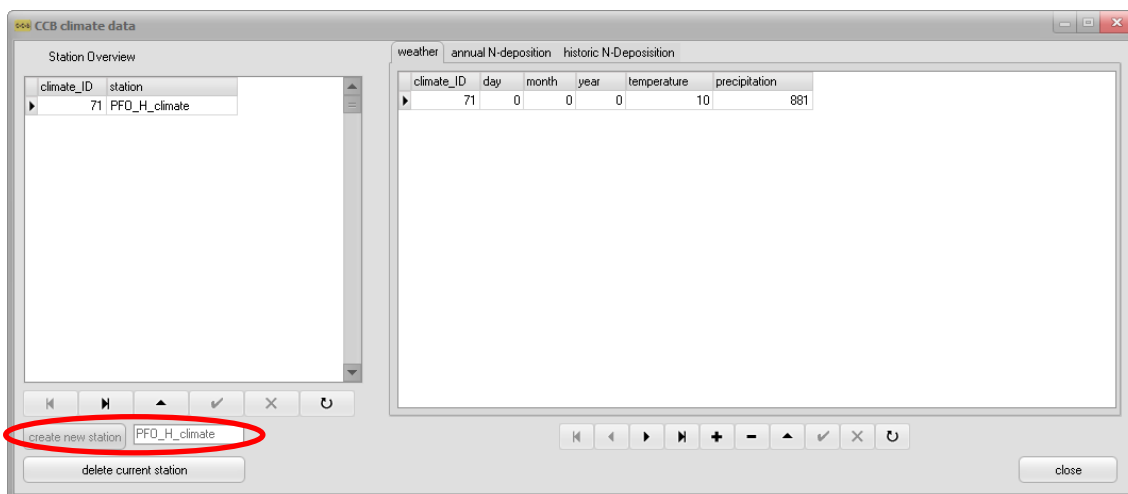 CCB climate data
Station Overview
climate_ID station
71 PFO_H_climate
create new station PFO_H_climate
delete current station
weather annual N-deposition historic N-Deposisition
climate_ID day month year temperature precipitation
71 0 0 0 10 881
close